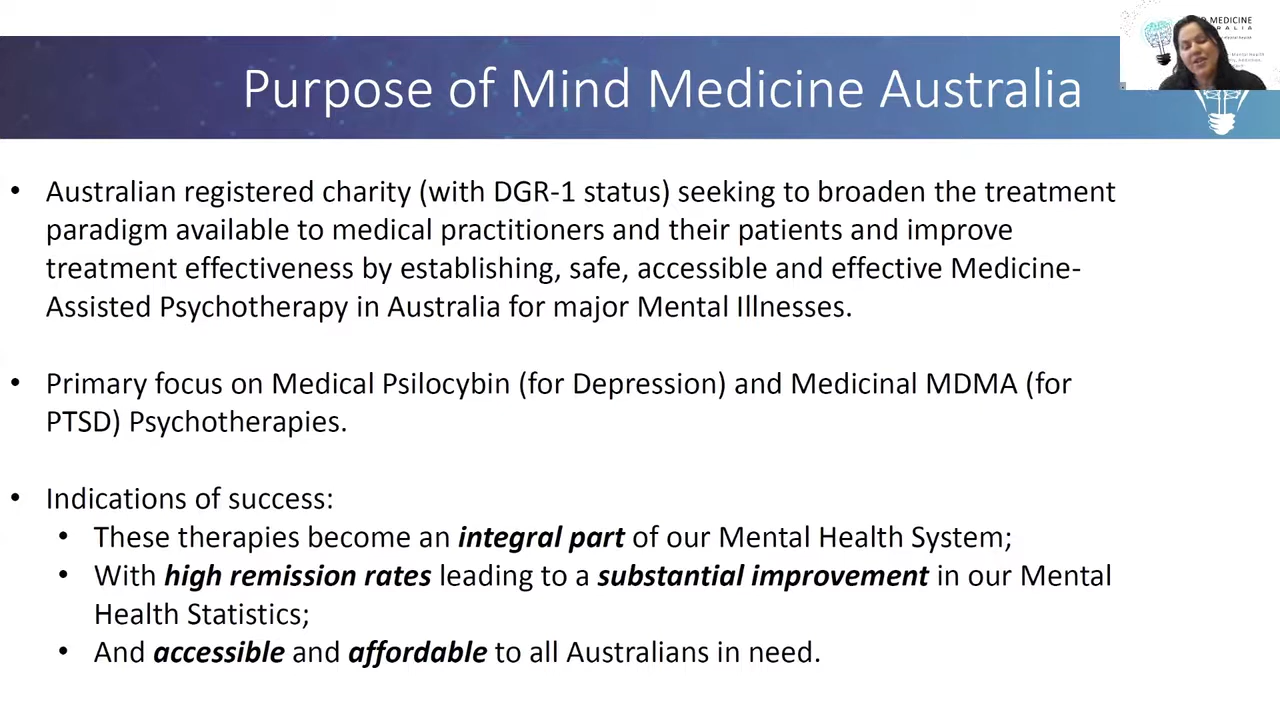 Purpose of Mind Medicine Australia
MEDICINE
• Australian registered charity (with DGR-1 status) seeking to broaden the treatment
paradigm available to medical practitioners and their patients and improve
treatment effectiveness by establishing, safe, accessible and effective Medicine-
Assisted Psychotherapy in Australia for major Mental Illnesses.
• Primary focus on Medical Psilocybin (for Depression) and Medicinal MDMA (for
PTSD) Psychotherapies.
• Indications of success:
• These therapies become an integral part of our Mental Health System;
• With high remission rates leading to a substantial improvement in our Mental
Health Statistics;
• And accessible and affordable to all Australians in need.